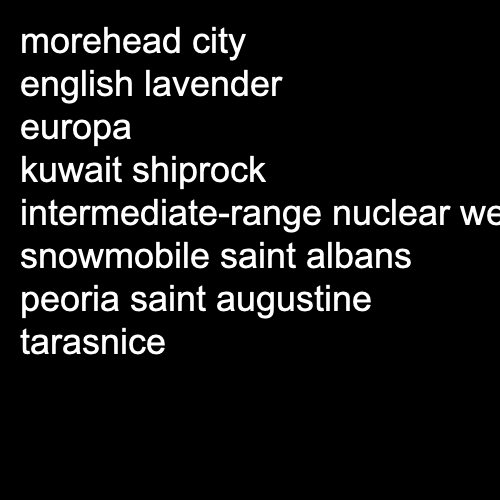 morehead city
english lavender
europa
kuwait shiprock
intermediate-range nuclear
snowmobile saint albans
peoria saint augustine
tarasnice